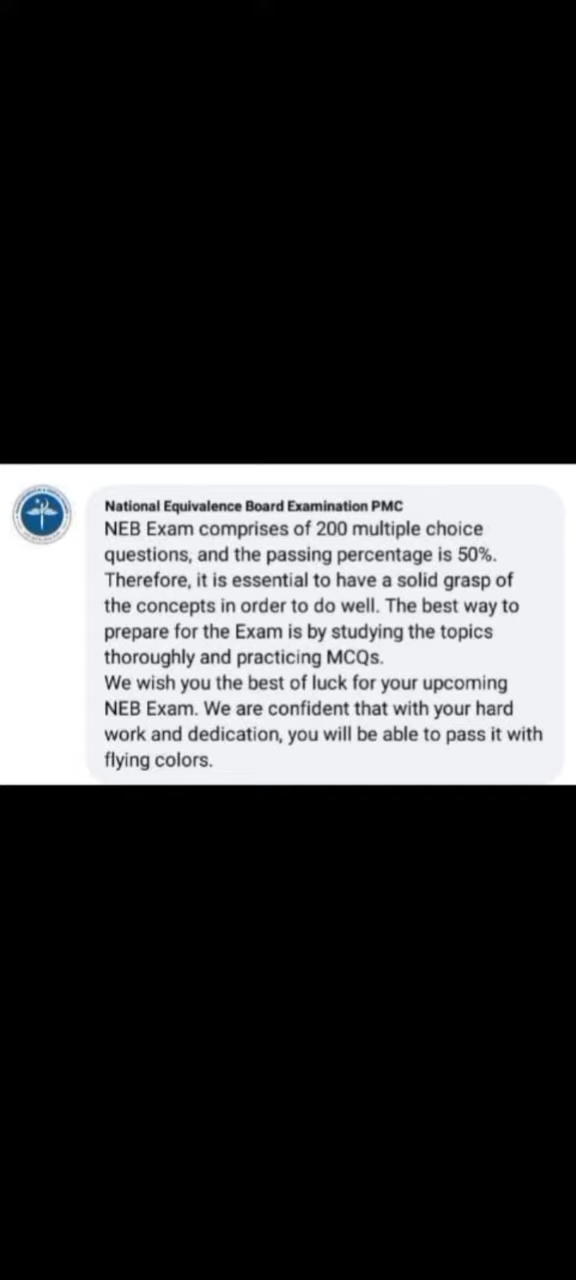 National Equivalence Board Examination PMC
NEB Exam comprises of 200 multiple choice
questions, and the passing percentage is 50%.
Therefore, it is essential to have a solid grasp of
the concepts in order to do well. The best way to
prepare for the Exam is by studying the topics
thoroughly and practicing MCQs.
We wish you the best of luck for your upcoming
NEB Exam. We are confident that with your hard
work and dedication, you will be able to pass it with
flying colors.